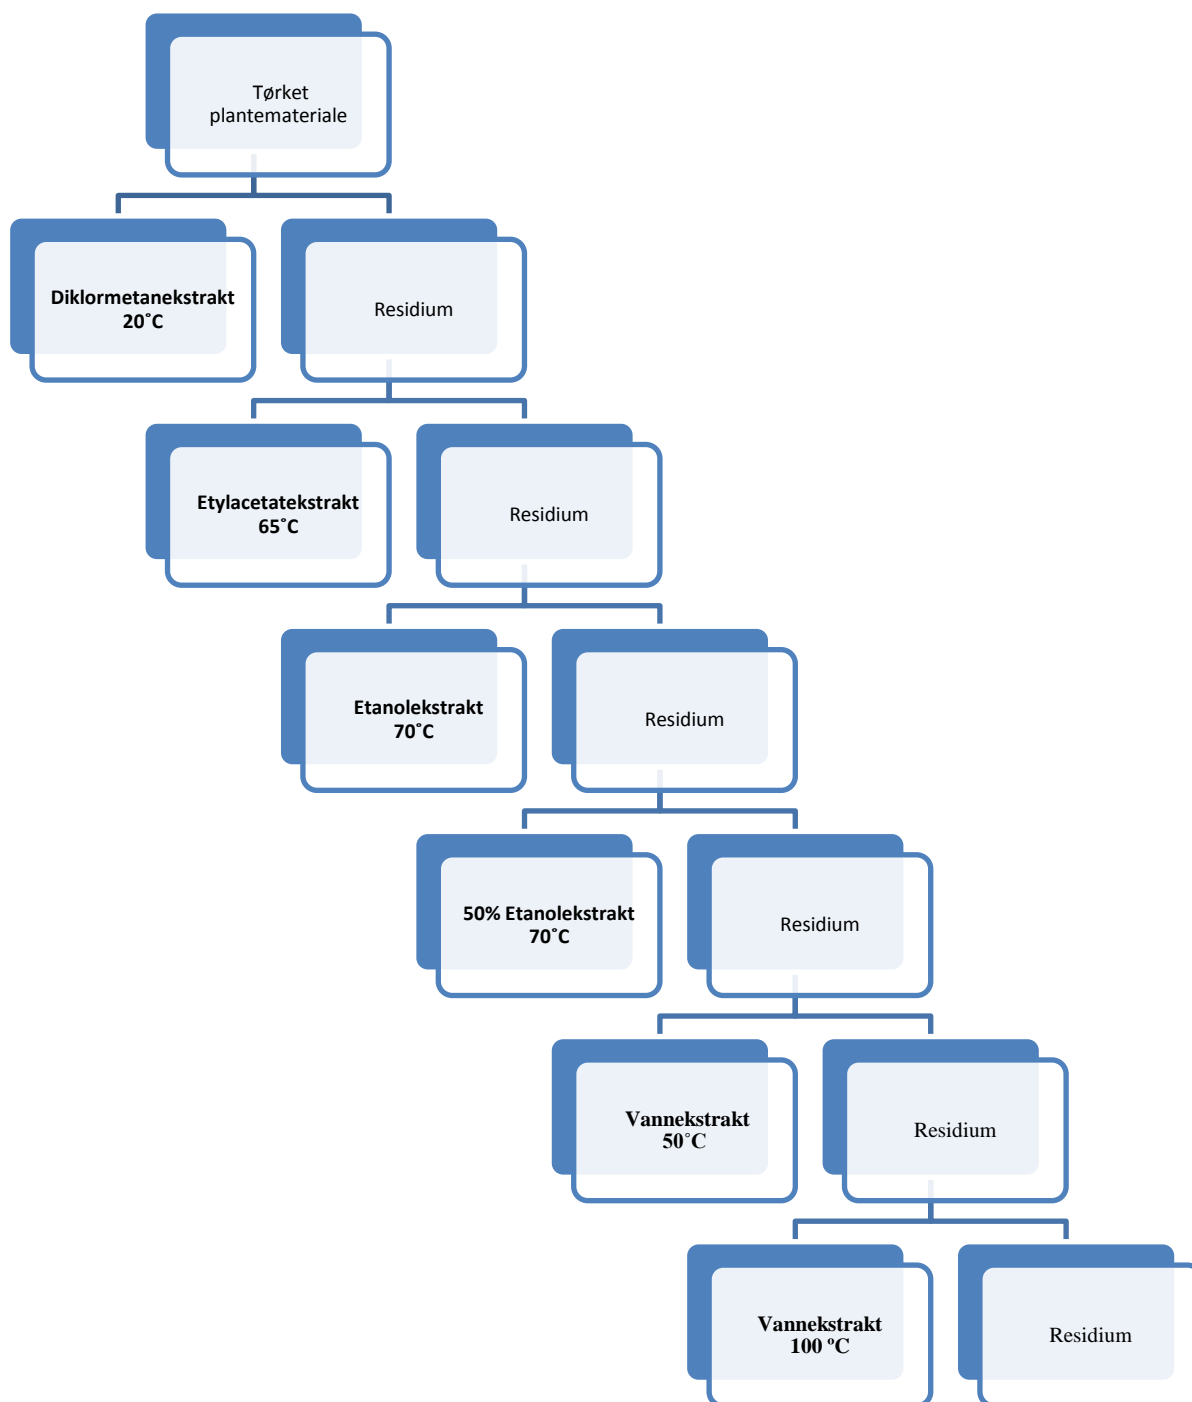 Tørket
plantemateriale
Diklormetanekstrakt
20˚C
Residium
Etylacetatekstrakt
65˚C
Residium
Etanolekstrakt
70˚C
Residium
50% Etanolekstrakt
70˚C
Residium
Vannekstrakt
50˚C
Residium
Vannekstrakt
100 ºC
Residium